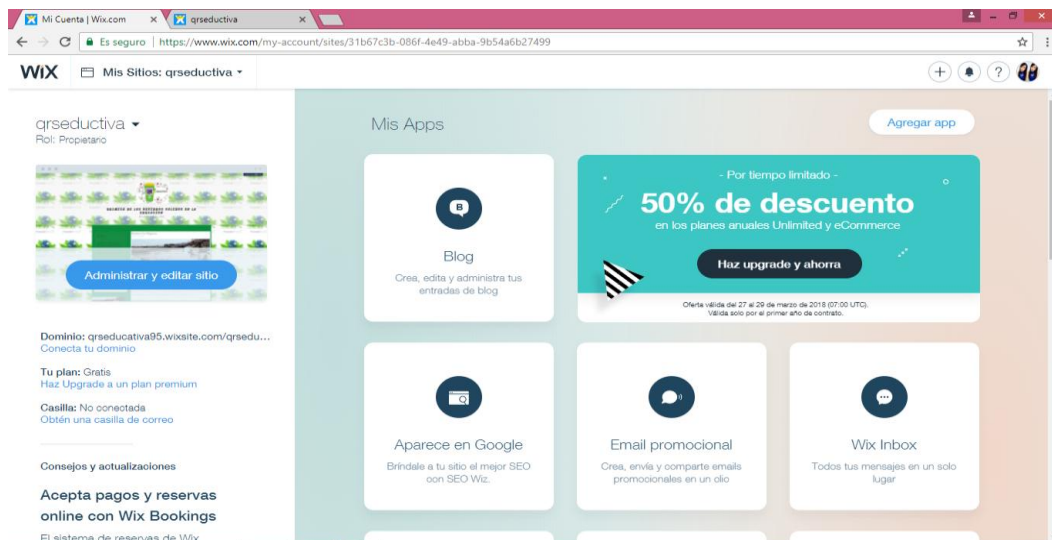 Mi Cuenta | Wix.com
qrseductiva
Es seguro
https://www.wix.com/my-account/sites/31b67c3b-086f-4e49-abba-9b54a6b27499
WiX
Mis Sitios: qrseductiva
qrseductiva
Rol: Propietario
Administrar y editar sitio
Dominio: qrseducativa95.wixsite.com/qrsedu...
Conecta tu dominio
Tu plan: Gratis
Haz Upgrade a un plan premium
Casilla: No conectada
Obtén una casilla de correo
Consejos y actualizaciones
Acepta pagos y reservas
online con Wix Bookings
El sistema de reservas de Wix
Mis Apps
Agregar app
B
Blog
Crea, edita y administra tus
entradas de blog
- Por tiempo limitado -
50% de descuento
en los planes anuales Unlimited y eCommerce
Haz upgrade y ahorra
Oferta válida del 27 al 29 de marzo de 2018 (07:00 UTC).
Válida solo por el primer año de contrato.
Aparece en Google
Bríndale a tu sitio el mejor SEO
con SEO Wiz.
Email promocional
Crea, envía y comparte emails
promocionales en un clic
Wix Inbox
Todos tus mensajes en un solo
lugar